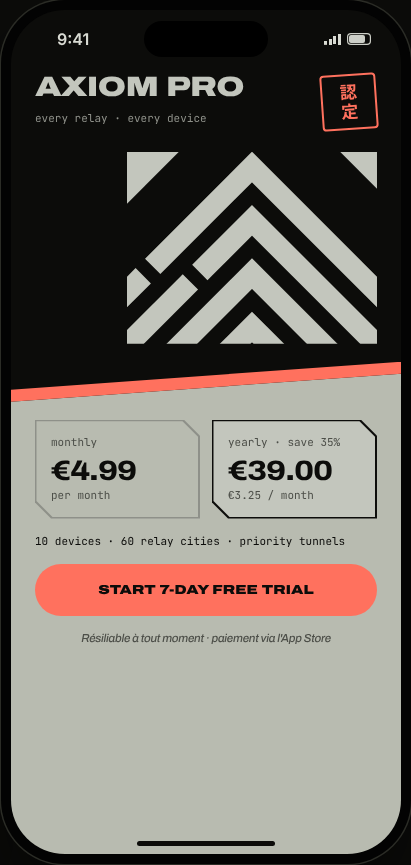 9:41
AXIOM PRO
every relay · every device
認
定
monthly
€4.99
per month
yearly · save 35%
€39.00
€3.25 / month
10 devices · 60 relay cities · priority tunnels
START 7-DAY FREE TRIAL
Résiliable à tout moment · paiement via l'App Store